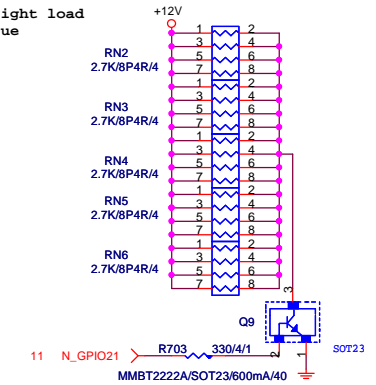 ight load
ue
+12V
1 2
3 4
RN2
5 6
2.7K/8P4R/4
7 8
1 2
3 4
RN3
5 6
2.7K/8P4R/4
7 8
1 2
3 4
RN4
5 6
2.7K/8P4R/4
7 8
1 2
RN5
3 4
2.7K/8P4R/4
5 6
7 8
1 2
RN6
3 4
2.7K/8P4R/4
5 6
7 8
3
Q9
SOT23
2 1
11 N_GPIO21 R703 330/4/1
MMBT2222A/SOT23/600mA/40